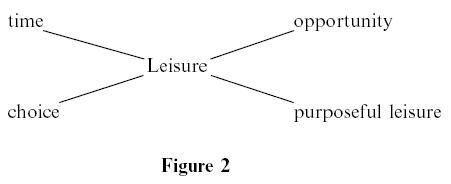 time opportunity
Leisure
choice purposeful leisure
Figure 2